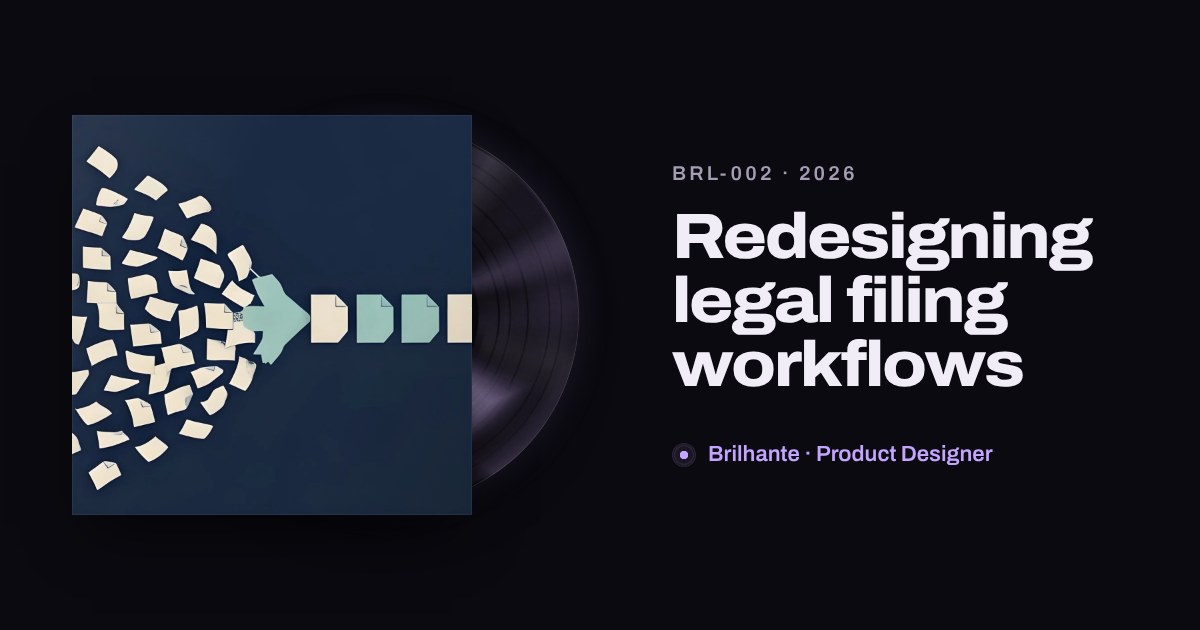 BRL-002 · 2026
Redesigning
legal filing
workflows
Brilhante · Product Designer